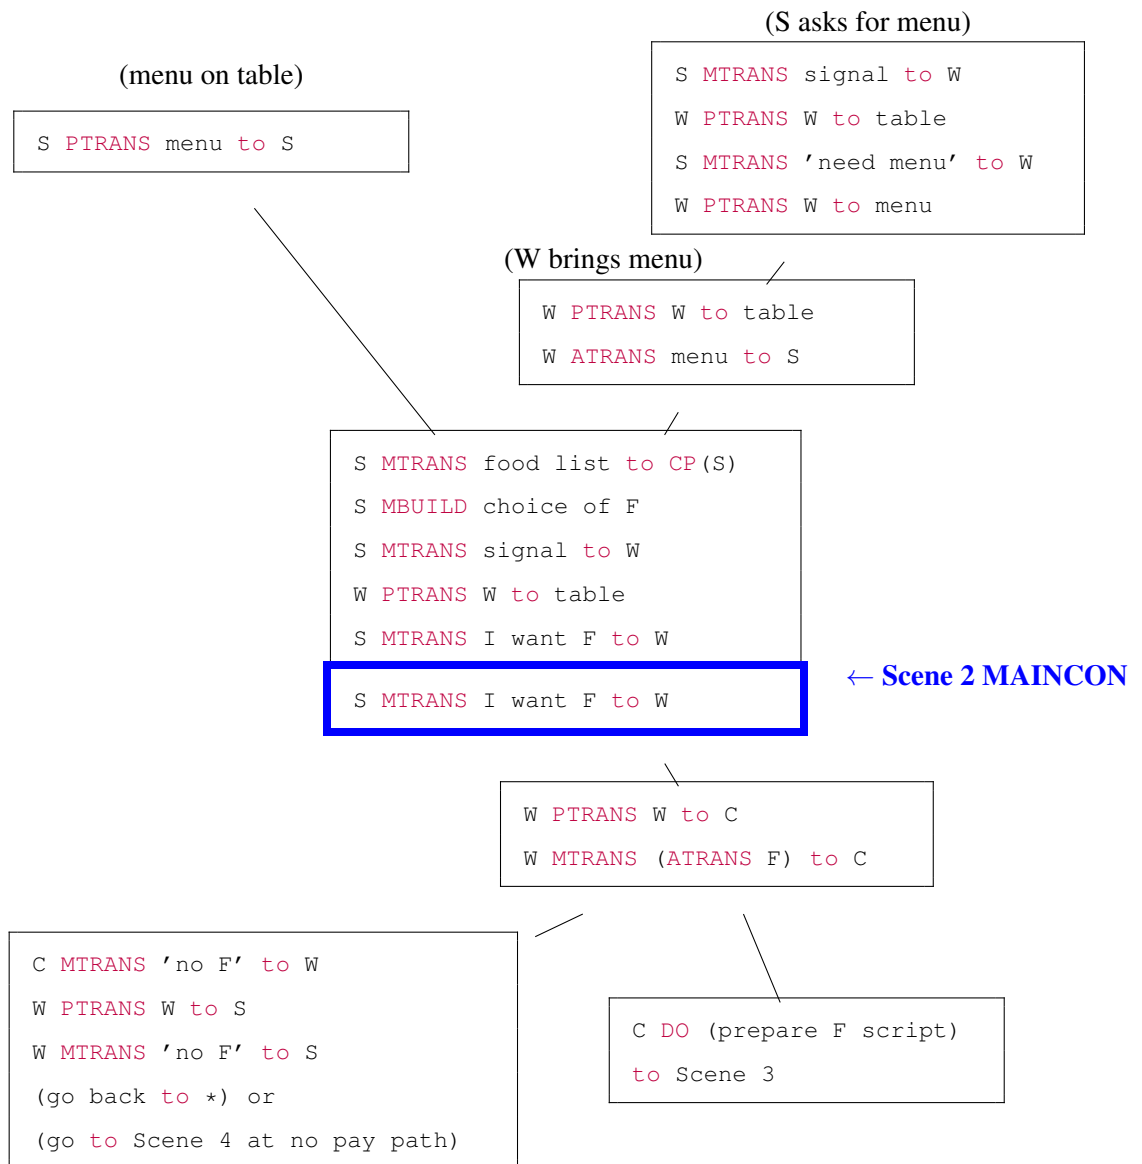 (S asks for menu)
S MTRANS signal to W
W PTRANS W to table
S MTRANS ’need menu’ to W
W PTRANS W to menu
(menu on table)
S PTRANS menu to S
(W brings menu)
W PTRANS W to table
W ATRANS menu to S
S MTRANS food list to CP(S)
S MBUILD choice of F
S MTRANS signal to W
W PTRANS W to table
S MTRANS I want F to W
S MTRANS I want F to W
← Scene 2 MAINCON
W PTRANS W to C
W MTRANS (ATRANS F) to C
C MTRANS ’no F’ to W
W PTRANS W to S
W MTRANS ’no F’ to S
(go back to *) or
(go to Scene 4 at no pay path)
C DO (prepare F script)
to Scene 3